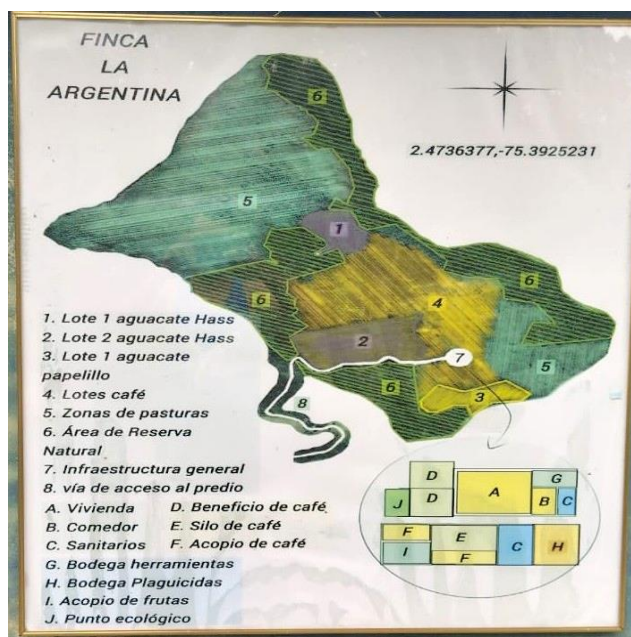 FINCA
LA
ARGENTINA
2.4736377,-75.3925231
6
5
1
6
6
4
2
7
5
6
3
8
1. Lote 1 aguacate Hass
2. Lote 2 aguacate Hass
3. Lote 1 aguacate
papelillo
4. Lotes café
5. Zonas de pasturas
6. Área de Reserva
Natural
7. Infraestructura general
8. vía de acceso al predio
A. Vivienda D. Beneficio de café
B. Comedor E. Silo de café
C. Sanitarios F. Acopio de café
G. Bodega herramientas
H. Bodega Plaguicidas
I. Acopio de frutas
J. Punto ecológico
D
G
J D A B C
F E C H
I F